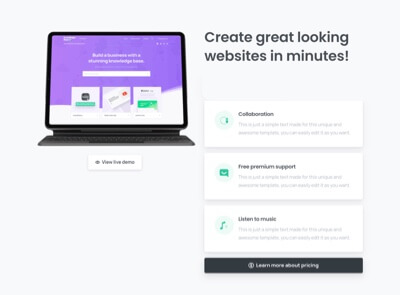 Create great looking
websites in minutes!
Build a business with a
stunning knowledge base.
View live demo
Collaboration
This is just a simple text made for this unique and
awesome template, you can easily edit it as you want.
Free premium support
This is just a simple text made for this unique and
awesome template, you can easily edit it as you want.
Listen to music
This is just a simple text made for this unique and
awesome template, you can easily edit it as you want.
Learn more about pricing